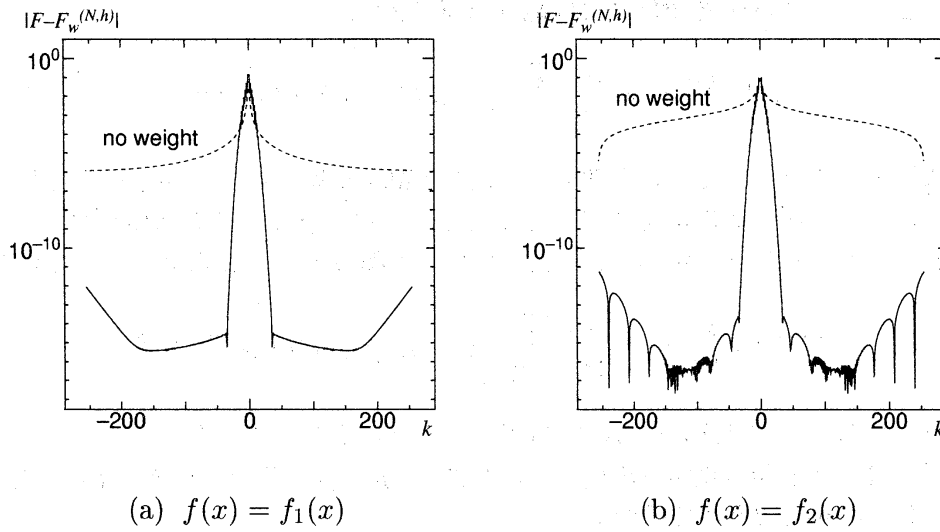 |F−F_w^(N,h)|
10^0
no weight
10^−10
−200 0 200 k
(a) f(x) = f_1(x)
|F−F_w^(N,h)|
10^0
no weight
10^−10
−200 0 200 k
(b) f(x) = f_2(x)